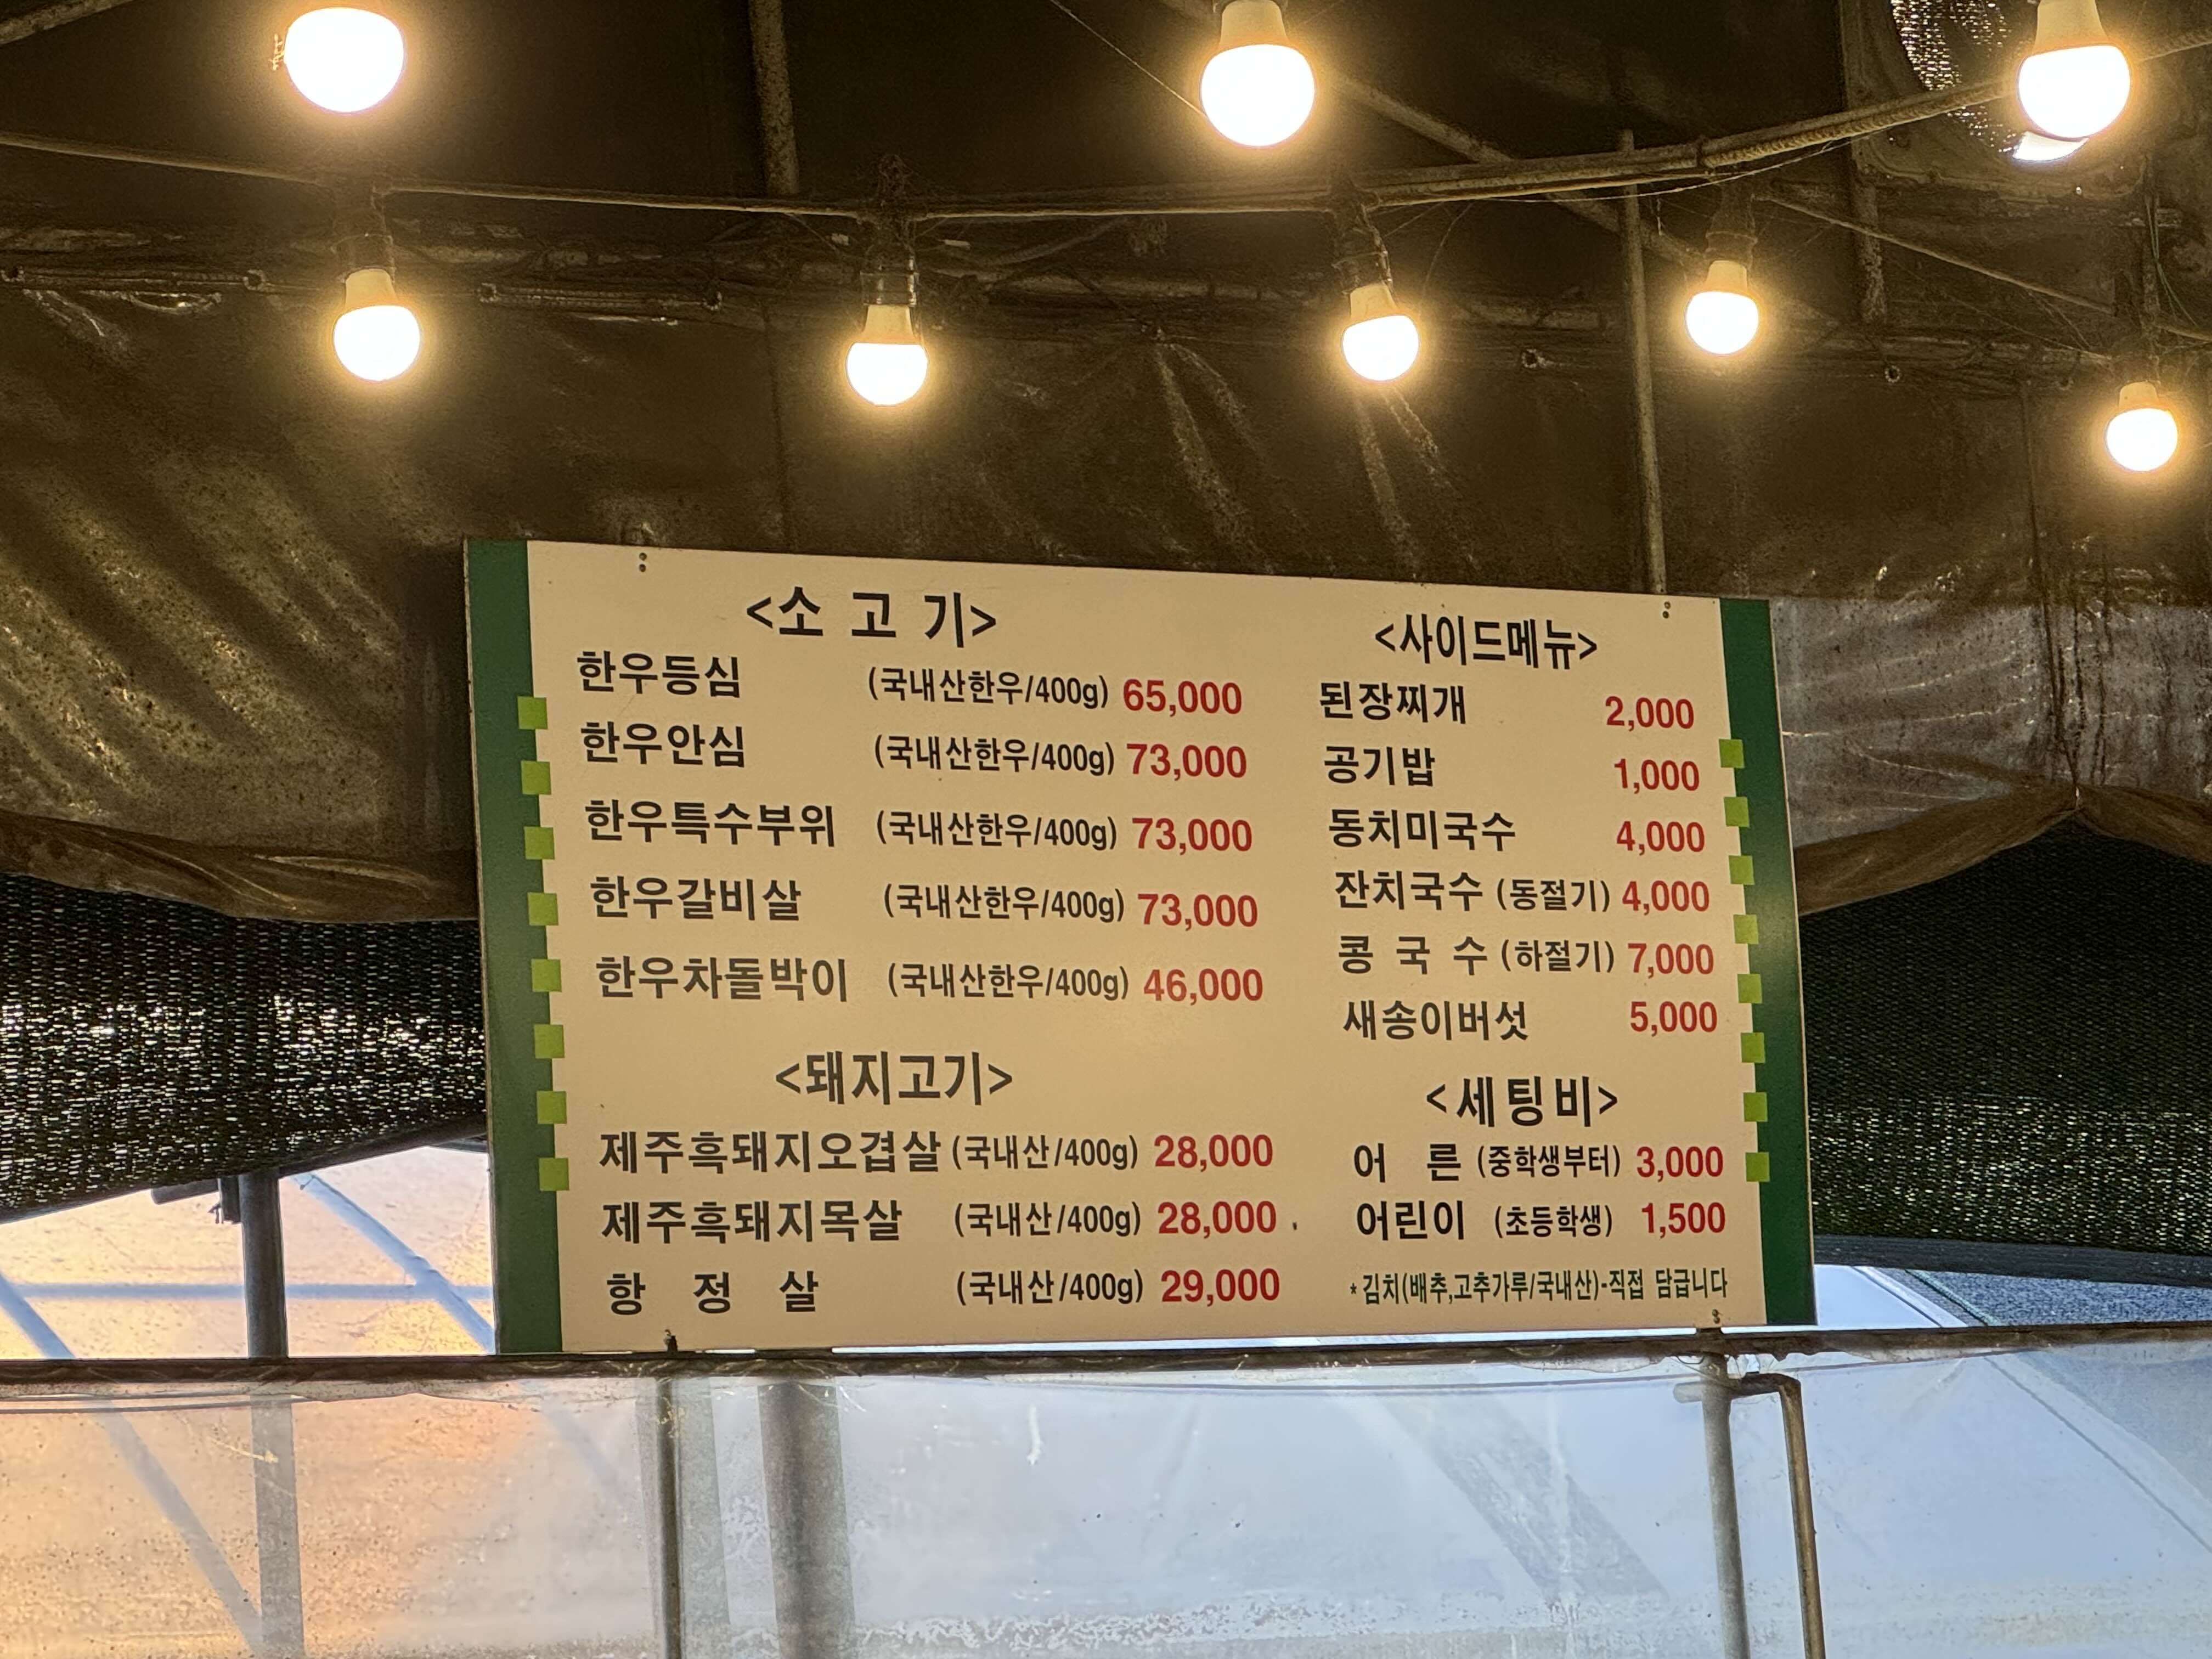 <소 고 기>
한우등심 (국내산한우/400g) 65,000
한우안심 (국내산한우/400g) 73,000
한우특수부위 (국내산한우/400g) 73,000
한우갈비살 (국내산한우/400g) 73,000
한우차돌박이 (국내산한우/400g) 46,000
<돼지고기>
제주흑돼지오겹살 (국내산/400g) 28,000
제주흑돼지목살 (국내산/400g) 28,000
항 정 살 (국내산/400g) 29,000
<사이드메뉴>
된장찌개 2,000
공기밥 1,000
동치미국수 4,000
잔치국수 (동절기) 4,000
콩 국 수 (하절기) 7,000
새송이버섯 5,000
<세팅비>
어 른 (중학생부터) 3,000
어린이 (초등학생) 1,500
*김치(배추,고추가루/국내산)-직접 담급니다